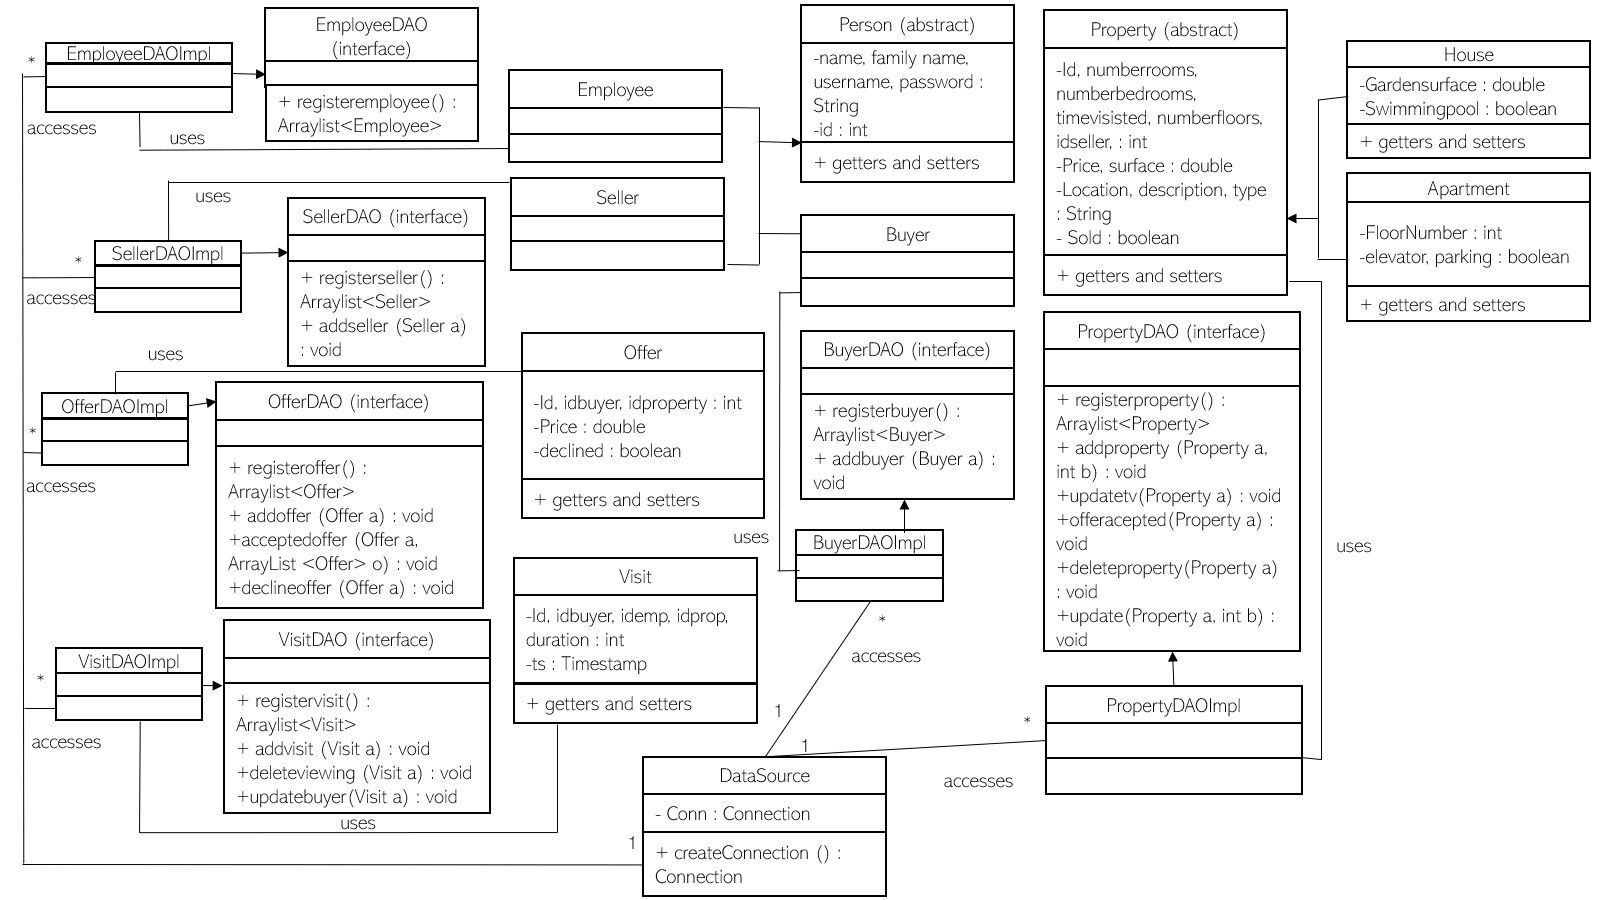 EmployeeDAOImpl
*
accesses
uses
EmployeeDAO
(interface)
+ registeremployee() :
Arraylist<Employee>
Employee
Person (abstract)
-name, family name,
username, password :
String
-id : int
+ getters and setters
Property (abstract)
-Id, numberrooms,
numberbedrooms,
timevisisted, numberfloors,
idseller, : int
-Price, surface : double
-Location, description, type
: String
- Sold : boolean
+ getters and setters
House
-Gardensurface : double
-Swimmingpool : boolean
+ getters and setters
Apartment
-FloorNumber : int
-elevator, parking : boolean
+ getters and setters
uses
SellerDAOImpl
*
accesses
SellerDAO (interface)
+ registerseller() :
Arraylist<Seller>
+ addseller (Seller a)
: void
Seller
Buyer
uses
OfferDAOImpl
*
accesses
OfferDAO (interface)
+ registeroffer() :
Arraylist<Offer>
+ addoffer (Offer a) : void
+acceptedoffer (Offer a,
ArrayList <Offer> o) : void
+declineoffer (Offer a) : void
Offer
-Id, idbuyer, idproperty : int
-Price : double
-declined : boolean
+ getters and setters
BuyerDAO (interface)
+ registerbuyer() :
Arraylist<Buyer>
+ addbuyer (Buyer a) :
void
uses
BuyerDAOImpl
*
accesses
1
PropertyDAO (interface)
+ registerproperty() :
Arraylist<Property>
+ addproperty (Property a,
int b) : void
+updatetv(Property a) : void
+offeracepted(Property a) :
void
+deleteproperty(Property a)
: void
+update(Property a, int b) :
void
uses
VisitDAOImpl
*
accesses
VisitDAO (interface)
+ registervisit() :
Arraylist<Visit>
+ addvisit (Visit a) : void
+deleteviewing (Visit a) : void
+updatebuyer(Visit a) : void
uses
Visit
-Id, idbuyer, idemp, idprop,
duration : int
-ts : Timestamp
+ getters and setters
PropertyDAOImpl
*
accesses
1
1
DataSource
- Conn : Connection
+ createConnection () :
Connection